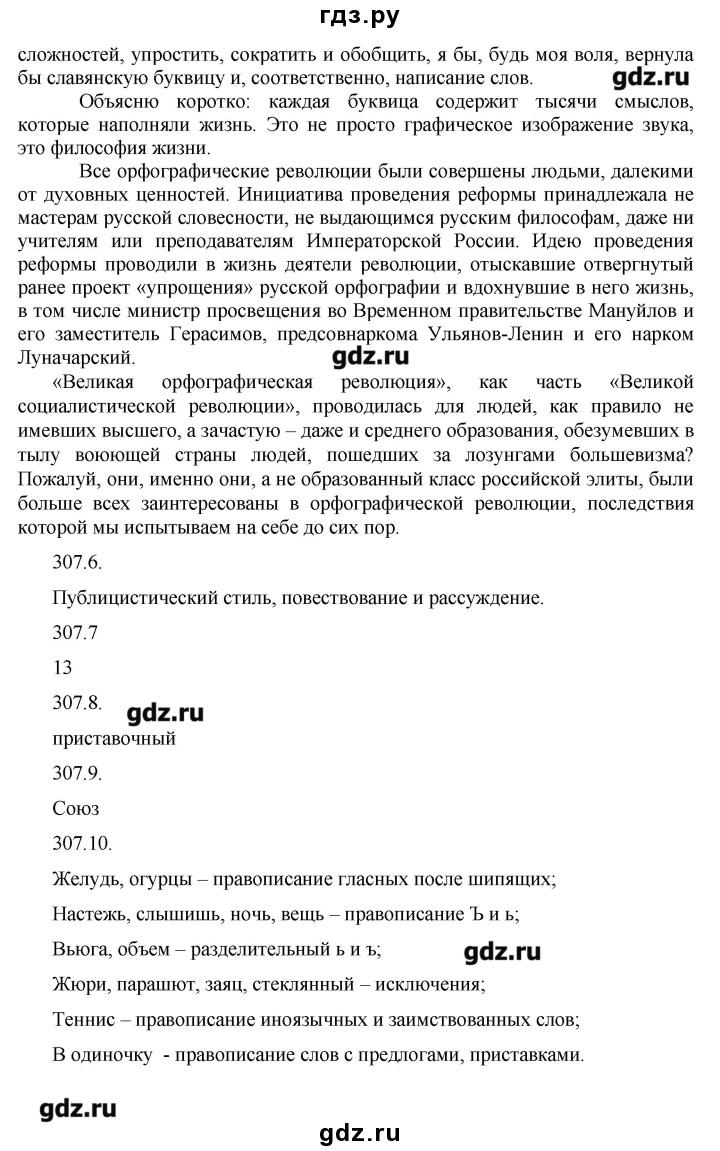 гдз.ру
сложностей, упростить, сократить и обобщить, я бы, будь моя воля, вернула
бы славянскую буквицу и, соответственно, написание слов.
gdz.ru
Объясню коротко: каждая буквица содержит тысячи смыслов,
которые наполняли жизнь. Это не просто графическое изображение звука,
это философия жизни.
Все орфографические революции были совершены людьми, далекими
от духовных ценностей. Инициатива проведения реформы принадлежала не
мастерам русской словесности, не выдающимся русским философам, даже ни
учителям или преподавателям Императорской России. Идею проведения
реформы проводили в жизнь деятели революции, отыскавшие отвергнутый
ранее проект «упрощения» русской орфографии и вдохнувшие в него жизнь,
в том числе министр просвещения во Временном правительстве Мануйлов и
его заместитель Герасимов, предсовнаркома Ульянов-Ленин и его нарком
Луначарский.
gdz.ru
«Великая орфографическая революция», как часть «Великой
социалистической революции», проводилась для людей, как правило не
имевших высшего, а зачастую – даже и среднего образования, обезумевших в
тылу воюющей страны людей, пошедших за лозунгами большевизма?
Пожалуй, они, именно они, а не образованный класс российской элиты, были
больше всех заинтересованы в орфографической революции, последствия
которой мы испытываем на себе до сих пор.
307.6.
Публицистический стиль, повествование и рассуждение.
307.7
13
307.8.
gdz.ru
приставочный
307.9.
Союз
307.10.
Желудь, огурцы – правописание гласных после шипящих;
Настежь, слышишь, ночь, вещь – правописание Ъ и ь;
Вьюга, объем – разделительный ь и ъ;
gdz.ru
Жюри, парашют, заяц, стеклянный – исключения;
Теннис – правописание иноязычных и заимствованных слов;
В одиночку - правописание слов с предлогами, приставками.
gdz.ru
gdz.ru